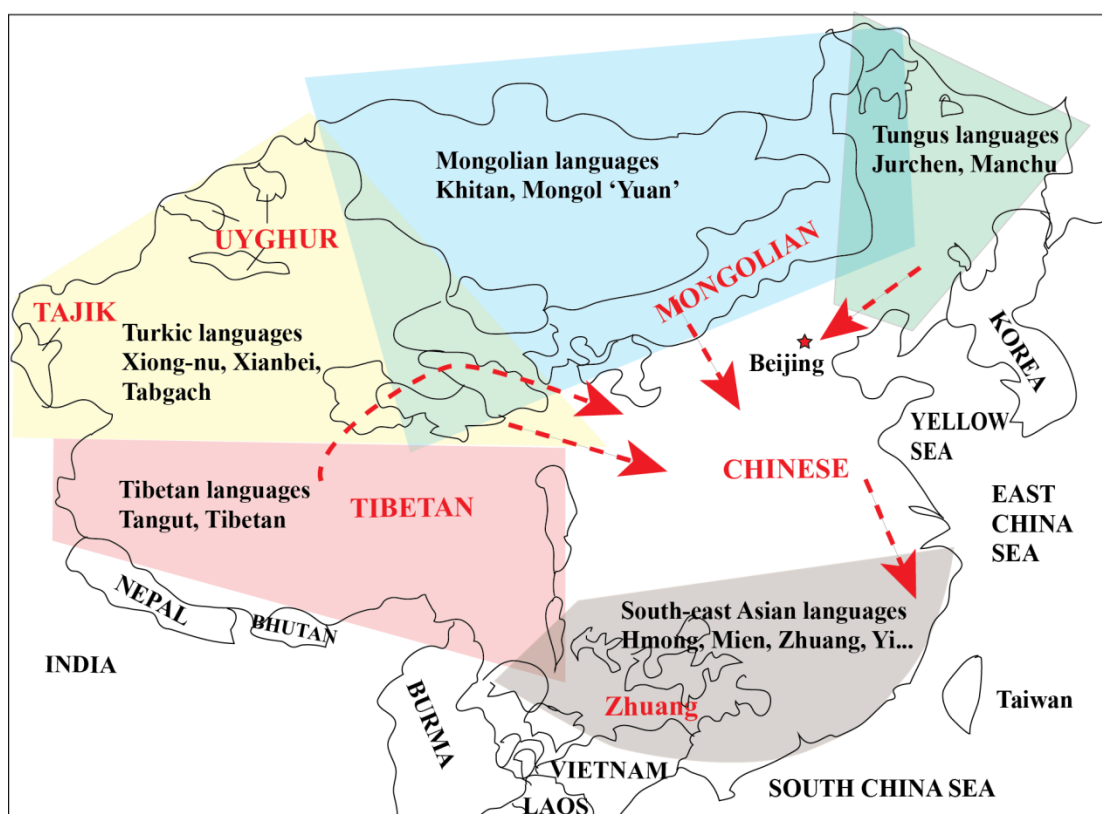 Tungus languages
Jurchen, Manchu
Mongolian languages
Khitan, Mongol ‘Yuan’
UYGHUR
MONGOLIAN
TAJIK
Turkic languages
Xiong-nu, Xianbei,
Tabgach
Beijing
KOREA
YELLOW
SEA
CHINESE
Tibetan languages
Tangut, Tibetan
TIBETAN
EAST
CHINA
SEA
NEPAL
BHUTAN
South-east Asian languages
Hmong, Mien, Zhuang, Yi...
INDIA
BURMA
Zhuang
Taiwan
VIETNAM
LAOS
SOUTH CHINA SEA